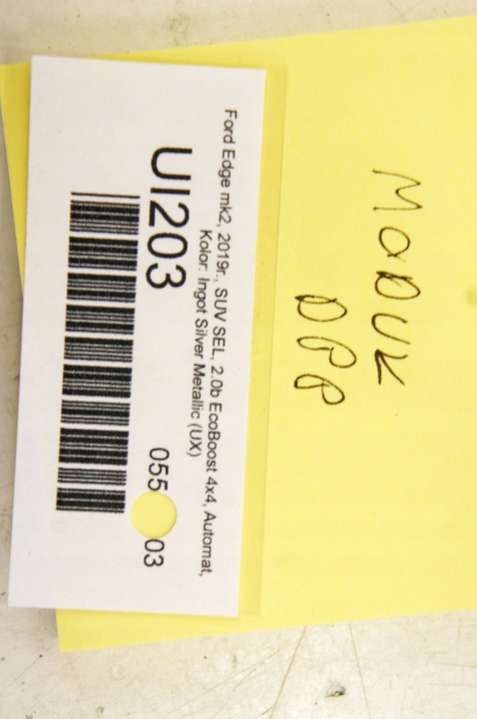 Ford Edge mk2, 2019r., SUV SEL, 2.0b EcoBoost 4x4, Automat,
Kolor: Ingot Silver Metallic (UX)
UI203
055 03
MODUŁ
DPP